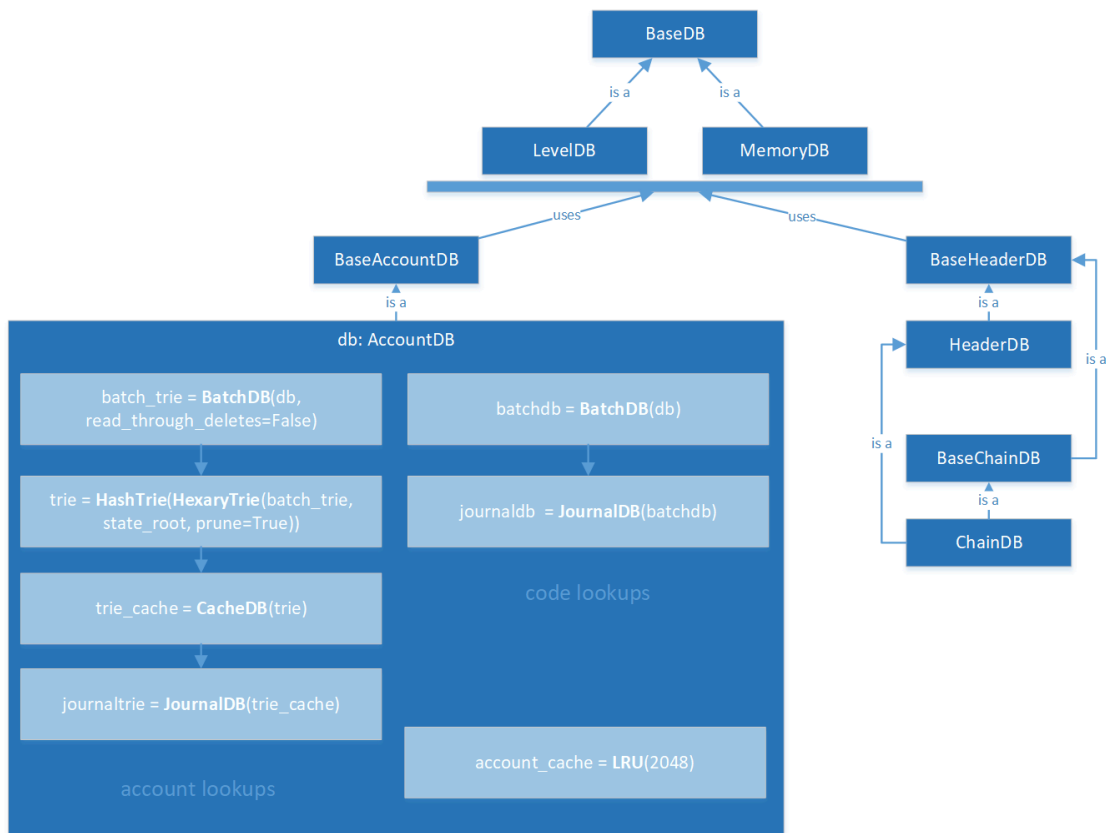 BaseDB
is a
is a
LevelDB
MemoryDB
uses
uses
BaseAccountDB
BaseHeaderDB
is a
is a
db: AccountDB
HeaderDB
is a
batch_trie = BatchDB(db,
read_through_deletes=False)
batchdb = BatchDB(db)
is a
BaseChainDB
trie = HashTrie(HexaryTrie(batch_trie,
state_root, prune=True))
journaldb  = JournalDB(batchdb)
is a
ChainDB
trie_cache = CacheDB(trie)
code lookups
journaltrie = JournalDB(trie_cache)
account_cache = LRU(2048)
account lookups